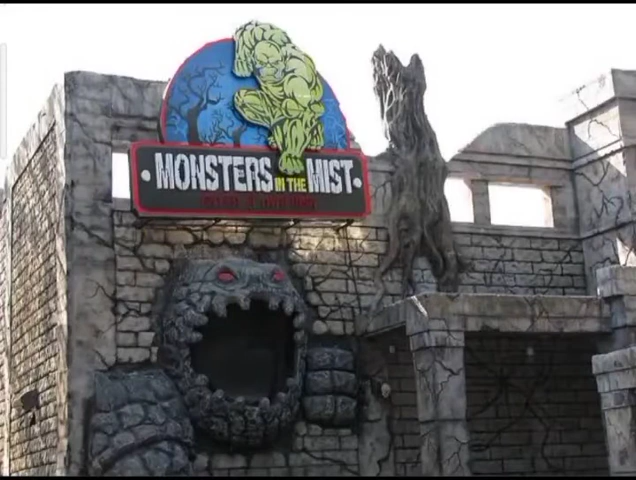 • MONSTERS IN THE MIST •